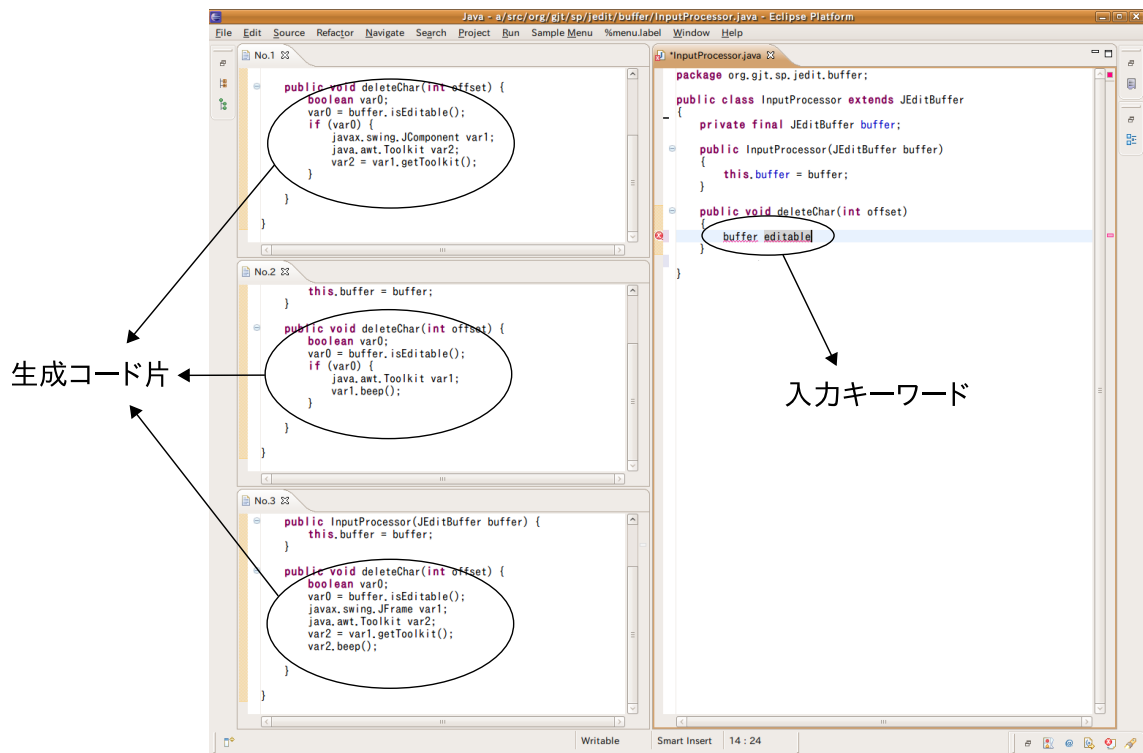 Java - a/src/org/gjt/sp/jedit/buffer/InputProcessor.java - Eclipse Platform
File Edit Source Refactor Navigate Search Project Run Sample Menu %menu.label Window Help
No.1
public void deleteChar(int offset) {
boolean var0;
var0 = buffer.isEditable();
if (var0) {
javax.swing.JComponent var1;
java.awt.Toolkit var2;
var2 = var1.getToolkit();
}
}
}
No.2
this.buffer = buffer;
}
public void deleteChar(int offset) {
boolean var0;
var0 = buffer.isEditable();
if (var0) {
java.awt.Toolkit var1;
var1.beep();
}
}
}
No.3
public InputProcessor(JEditBuffer buffer) {
this.buffer = buffer;
}
public void deleteChar(int offset) {
boolean var0;
var0 = buffer.isEditable();
javax.swing.JFrame var1;
java.awt.Toolkit var2;
var2 = var1.getToolkit();
var2.beep();
}
}
*InputProcessor.java
package org.gjt.sp.jedit.buffer;
public class InputProcessor extends JEditBuffer
{
private final JEditBuffer buffer;
public InputProcessor(JEditBuffer buffer)
{
this.buffer = buffer;
}
public void deleteChar(int offset)
{
buffer editable
}
}
生成コード片
入力キーワード
Writable Smart Insert 14 : 24